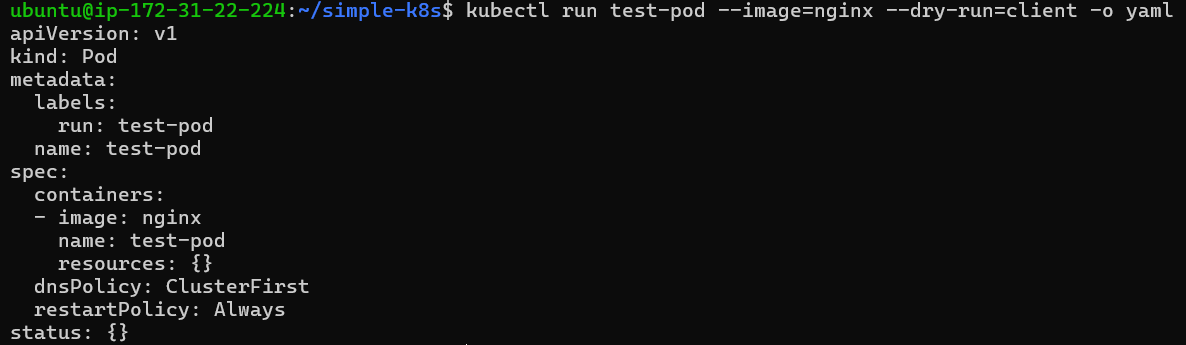 ubuntu@ip-172-31-22-224:~/simple-k8s$ kubectl run test-pod --image=nginx --dry-run=client -o yaml
apiVersion: v1
kind: Pod
metadata:
  labels:
    run: test-pod
  name: test-pod
spec:
  containers:
  - image: nginx
    name: test-pod
    resources: {}
  dnsPolicy: ClusterFirst
  restartPolicy: Always
status: {}